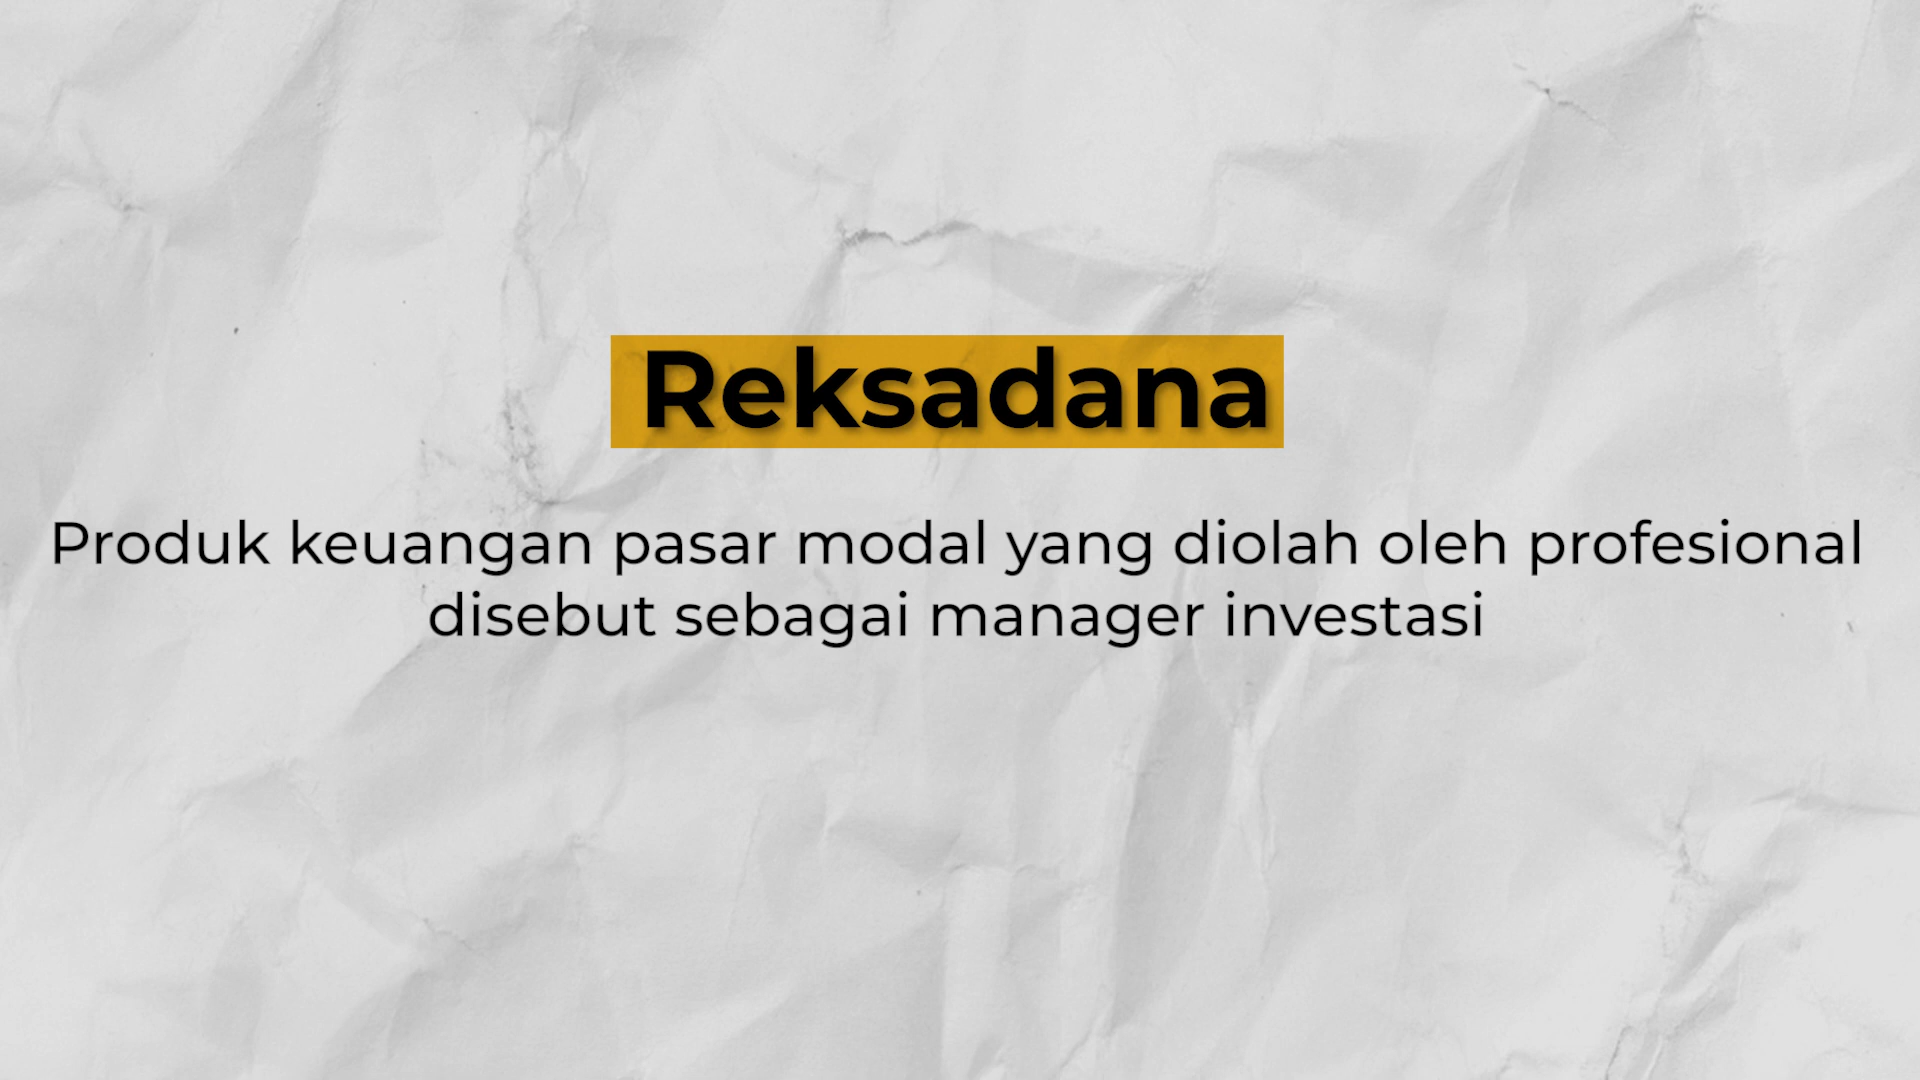 Reksadana
Produk keuangan pasar modal yang diolah oleh profesional
disebut sebagai manager investasi